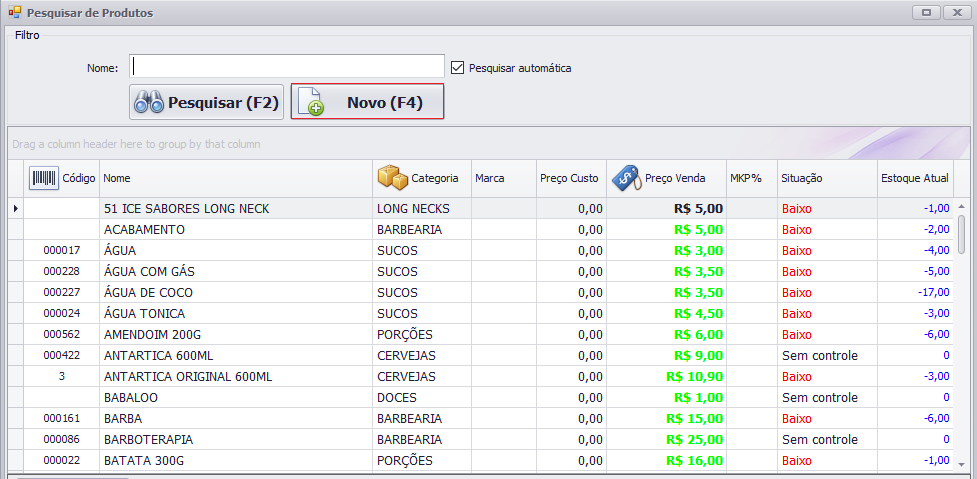 Pesquisar de Produtos
Filtro
Nome:
Pesquisar automática
Pesquisar (F2) Novo (F4)
Drag a column header here to group by that column
Código Nome Categoria Marca Preço Custo Preço Venda MKP% Situação Estoque Atual
51 ICE SABORES LONG NECK LONG NECKS 0,00 R$ 5,00 Baixo -1,00
ACABAMENTO BARBEARIA 0,00 R$ 5,00 Baixo -2,00
000017 ÁGUA SUCOS 0,00 R$ 3,00 Baixo -4,00
000228 ÁGUA COM GÁS SUCOS 0,00 R$ 3,50 Baixo -5,00
000227 ÁGUA DE COCO SUCOS 0,00 R$ 3,50 Baixo -17,00
000024 ÁGUA TONICA SUCOS 0,00 R$ 4,50 Baixo -3,00
000562 AMENDOIM 200G PORÇÕES 0,00 R$ 6,00 Baixo -6,00
000422 ANTARTICA 600ML CERVEJAS 0,00 R$ 9,00 Sem controle 0
3 ANTARTICA ORIGINAL 600ML CERVEJAS 0,00 R$ 10,90 Baixo -3,00
BABALOO DOCES 0,00 R$ 1,00 Sem controle 0
000161 BARBA BARBEARIA 0,00 R$ 15,00 Baixo -6,00
000086 BARBOTERAPIA BARBEARIA 0,00 R$ 25,00 Sem controle 0
000022 BATATA 300G PORÇÕES 0,00 R$ 16,00 Baixo -1,00